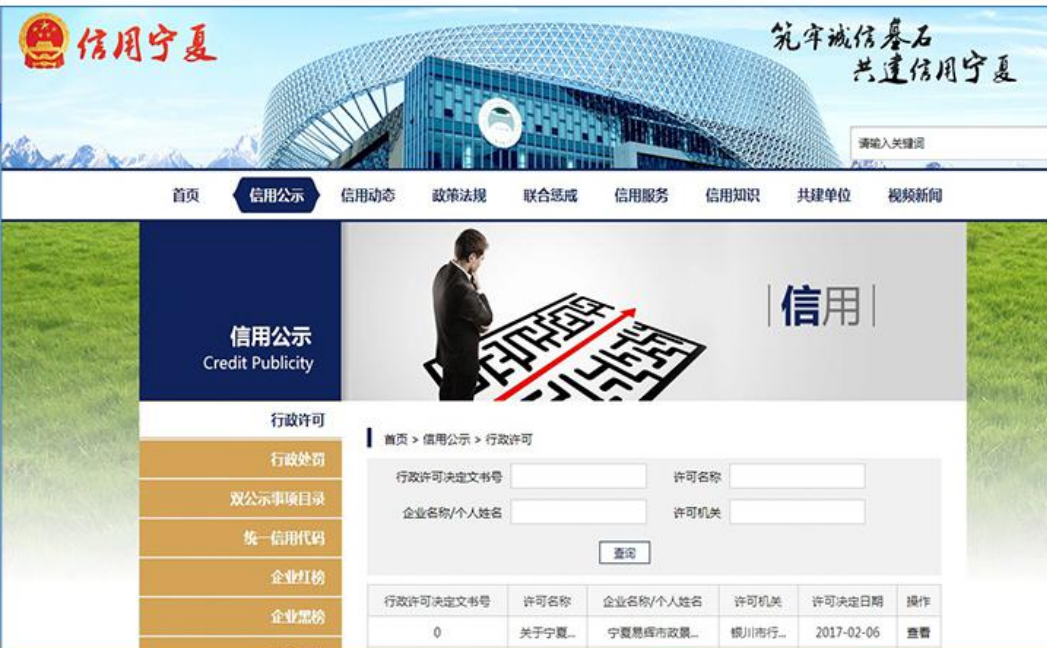 信用宁夏
筑牢诚信基石
共建信用宁夏
请输入关键词
首页 信用公示 信用动态 政策法规 联合惩戒 信用服务 信用知识 共建单位 视频新闻
信用公示
Credit Publicity
信用
行政许可
行政处罚
双公示事项目录
统一信用代码
企业红榜
企业黑榜
首页 > 信用公示 > 行政许可
行政许可决定文书号 许可名称
企业名称/个人姓名 许可机关
查询
行政许可决定文书号 许可名称 企业名称/个人姓名 许可机关 许可决定日期 操作
0 关于宁夏... 宁夏易晖市政景... 银川市行... 2017-02-06 查看